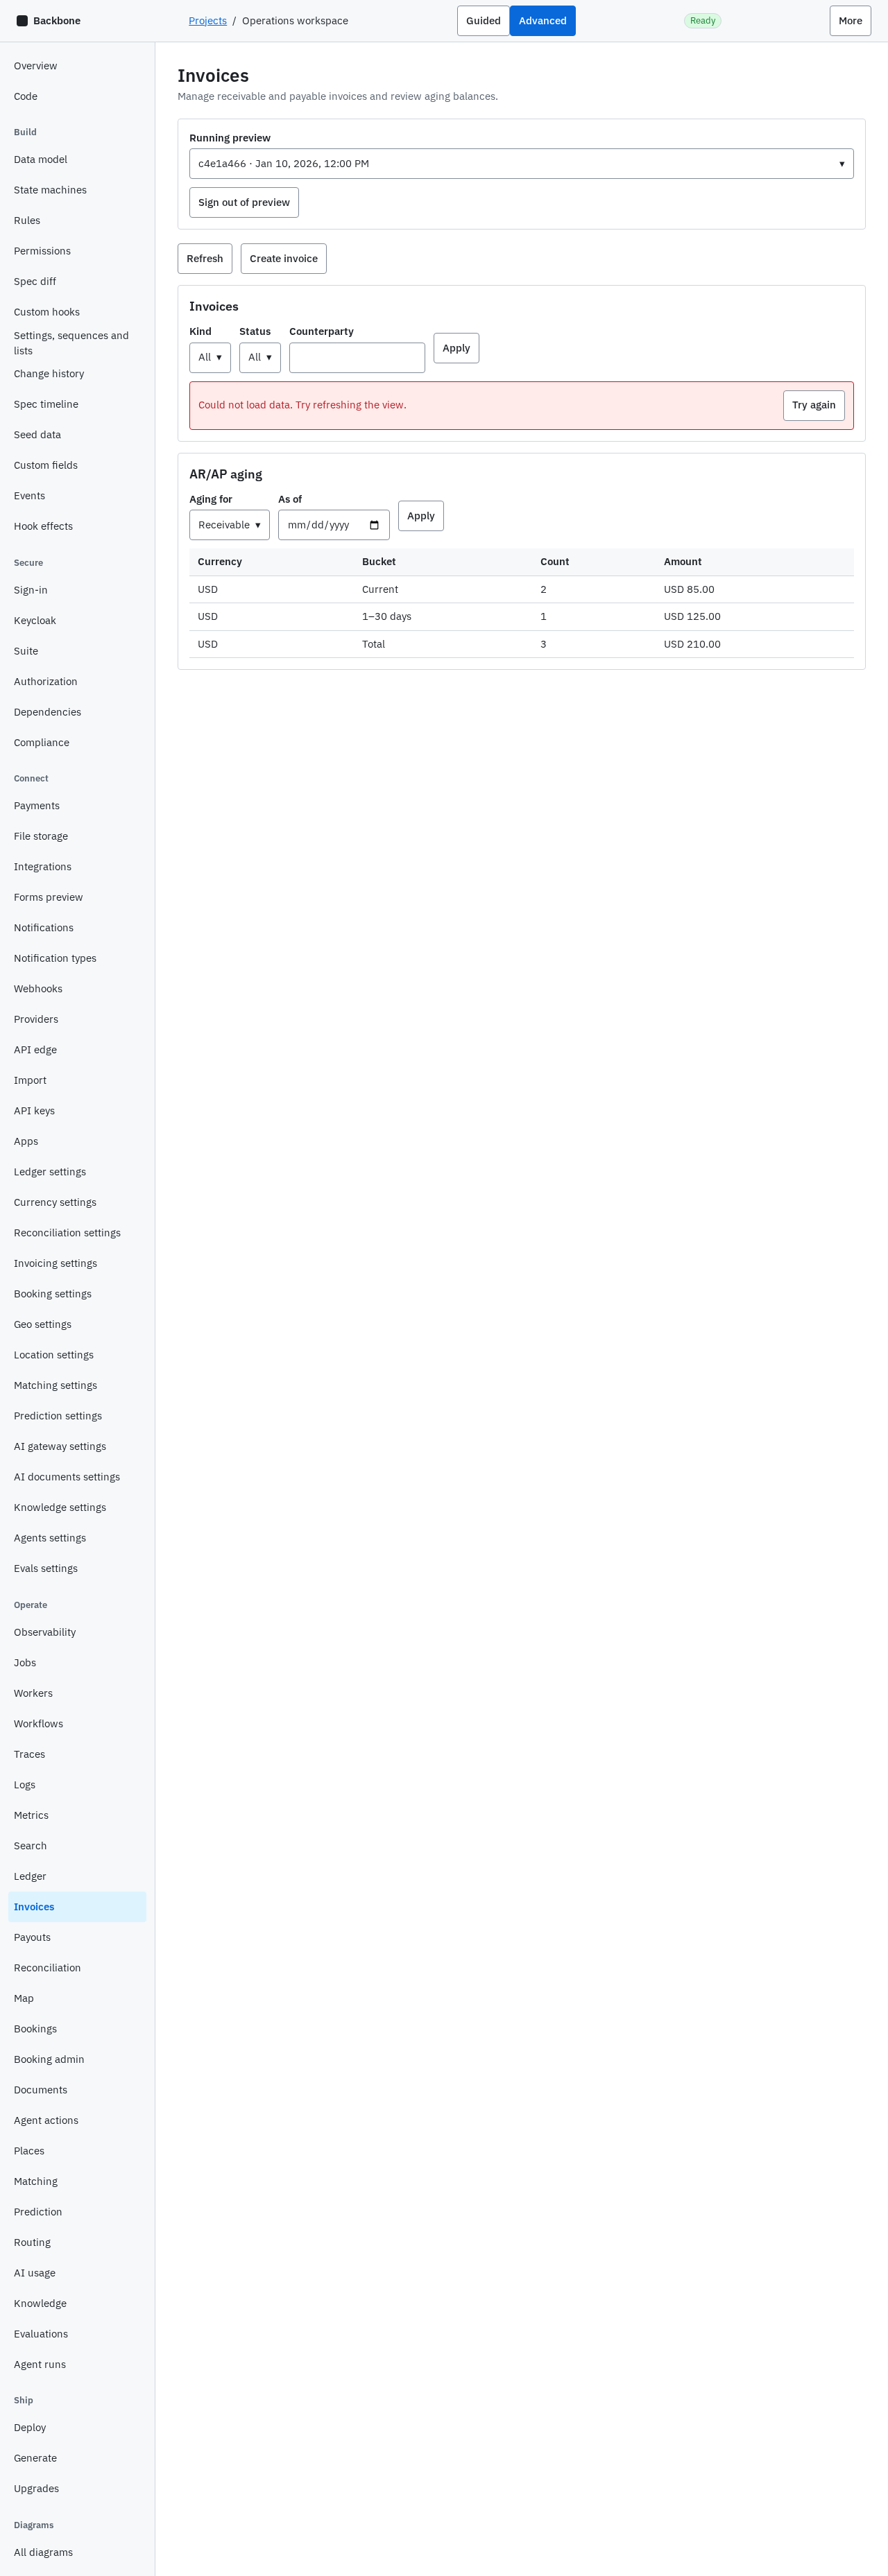 Backbone
Projects / Operations workspace
Guided
Advanced
Ready
More
Overview
Code
Build
Data model
State machines
Rules
Permissions
Spec diff
Custom hooks
Settings, sequences and
lists
Change history
Spec timeline
Seed data
Custom fields
Events
Hook effects
Secure
Sign-in
Keycloak
Suite
Authorization
Dependencies
Compliance
Connect
Payments
File storage
Integrations
Forms preview
Notifications
Notification types
Webhooks
Providers
API edge
Import
API keys
Apps
Ledger settings
Currency settings
Reconciliation settings
Invoicing settings
Booking settings
Geo settings
Location settings
Matching settings
Prediction settings
AI gateway settings
AI documents settings
Knowledge settings
Agents settings
Evals settings
Operate
Observability
Jobs
Workers
Workflows
Traces
Logs
Metrics
Search
Ledger
Invoices
Payouts
Reconciliation
Map
Bookings
Booking admin
Documents
Agent actions
Places
Matching
Prediction
Routing
AI usage
Knowledge
Evaluations
Agent runs
Ship
Deploy
Generate
Upgrades
Diagrams
All diagrams
Invoices
Manage receivable and payable invoices and review aging balances.
Running preview
c4e1a466 · Jan 10, 2026, 12:00 PM
Sign out of preview
Refresh
Create invoice
Invoices
Kind Status Counterparty
All All Apply
Could not load data. Try refreshing the view. Try again
AR/AP aging
Aging for As of
Receivable mm/dd/yyyy Apply
Currency Bucket Count Amount
USD Current 2 USD 85.00
USD 1–30 days 1 USD 125.00
USD Total 3 USD 210.00